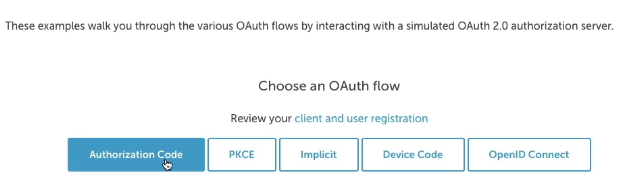 These examples walk you through the various OAuth flows by interacting with a simulated OAuth 2.0 authorization server.
Choose an OAuth flow
Review your client and user registration
Authorization Code PKCE Implicit Device Code OpenID Connect